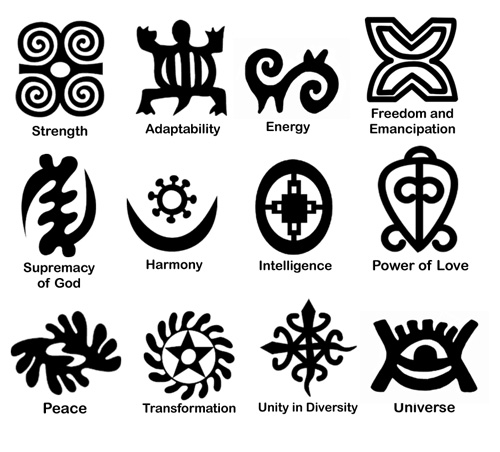 Strength
Adaptability
Energy
Freedom and
Emancipation
Supremacy
of God
Harmony
Intelligence
Power of Love
Peace
Transformation
Unity in Diversity
Universe